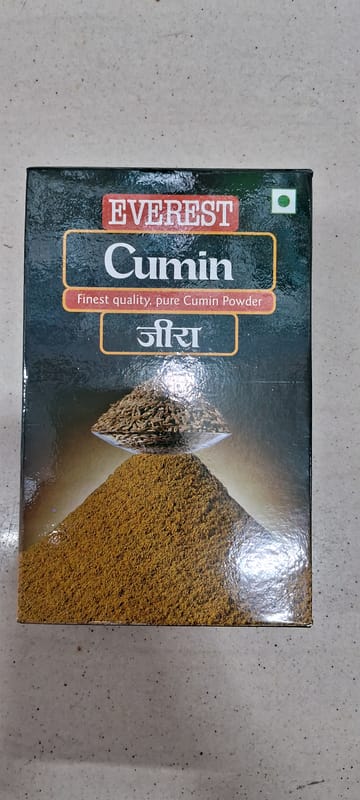 EVEREST
Cumin
Finest quality, pure Cumin Powder
जीरा